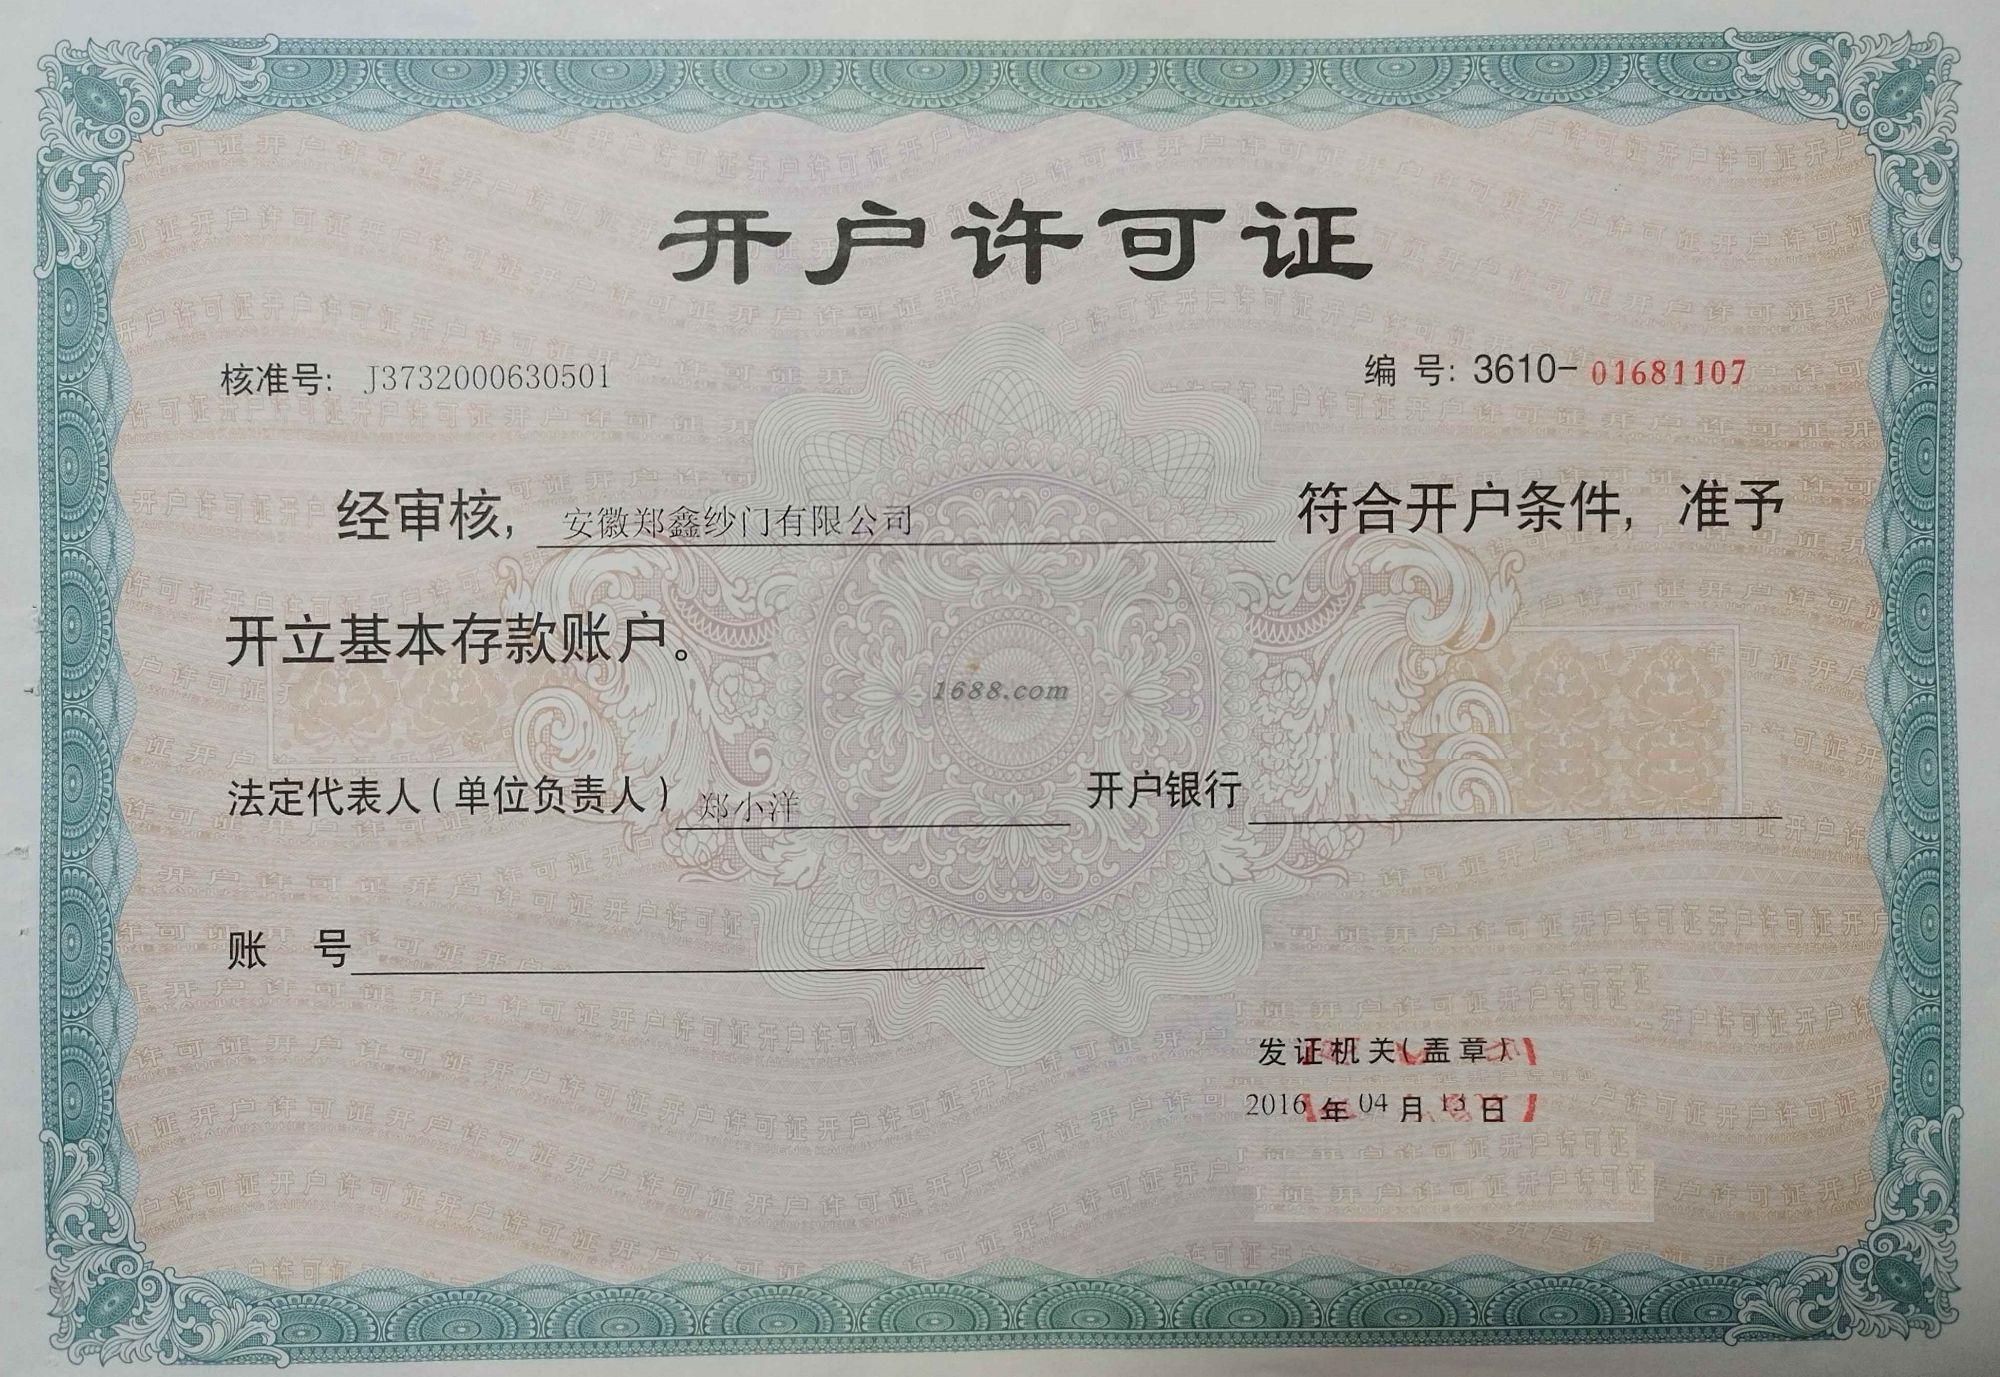 开户许可证
核准号: J3732000630501 编 号: 3610-01681107
经审核, 安徽郑鑫纱门有限公司 符合开户条件, 准予
开立基本存款账户。
1688.com
法定代表人(单位负责人) 郑小洋 开户银行
账 号
发证机关(盖章)
2016 年 04 月 13 日